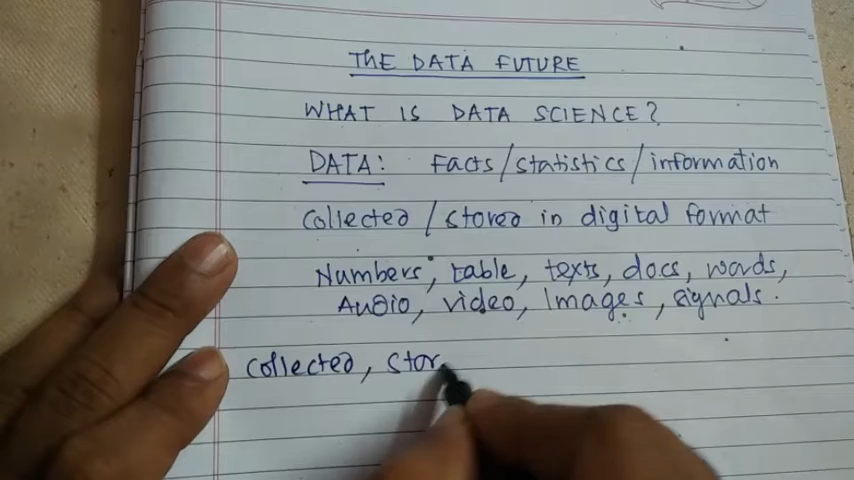 THE DATA FUTURE
WHAT IS DATA SCIENCE?
DATA: Facts/statistics/information
collected/stored in digital format
Numbers, table, texts, docs, words,
Audio, video, Images, signals.
collected, stor